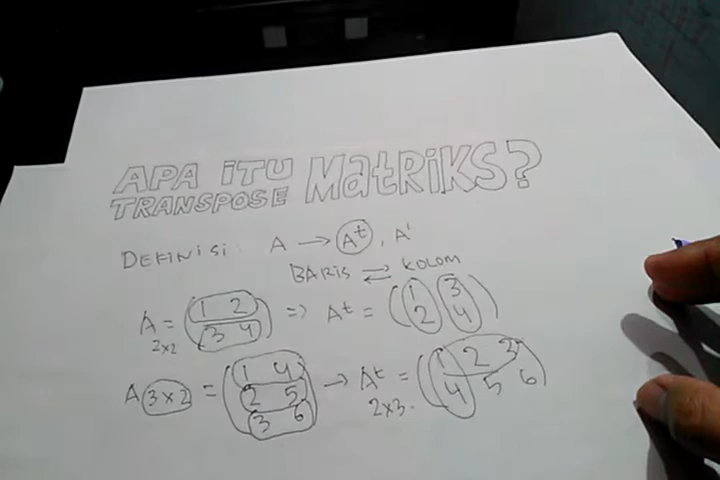 APA iTU TRANSPOSE MatRiKS?
DEFINISI: A → Aᵗ, A'
BARIS ⇄ KOLOM
A 2x2 = (1 2 / 3 4) => Aᵗ = (1 3 / 2 4)
A 3x2 = (1 4 / 2 5 / 3 6) → Aᵗ 2x3 = (1 2 3 / 4 5 6)